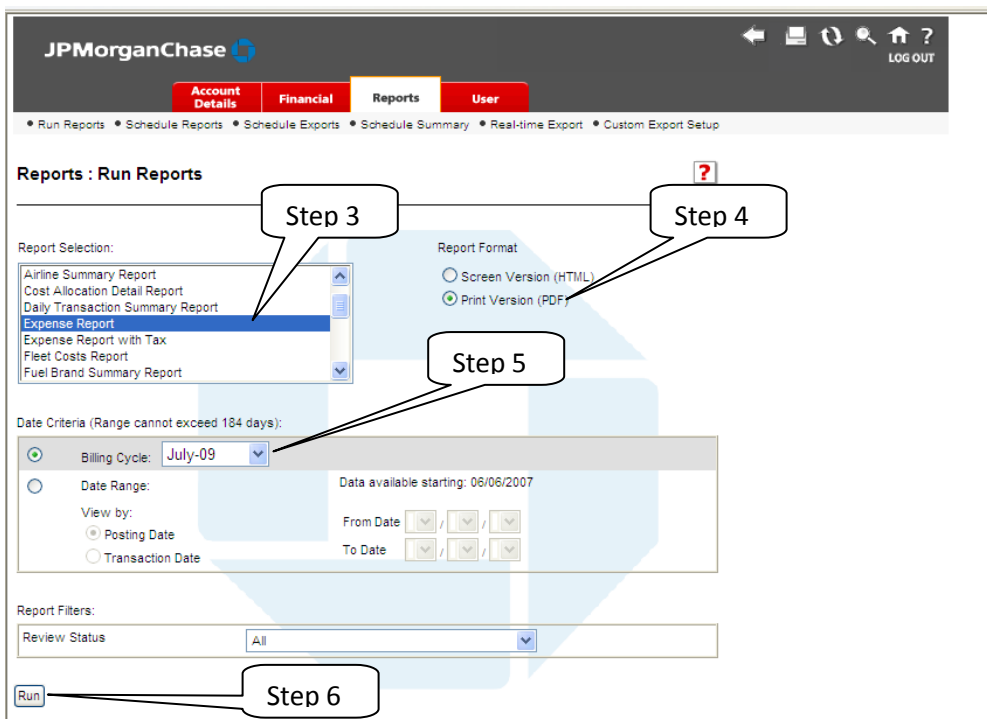 JPMorganChase
?
LOG OUT
Account Details
Financial
Reports
User
• Run Reports • Schedule Reports • Schedule Exports • Schedule Summary • Real-time Export • Custom Export Setup
Reports : Run Reports
?
Step 3
Step 4
Report Selection:
Report Format
Airline Summary Report
Cost Allocation Detail Report
Daily Transaction Summary Report
Expense Report
Expense Report with Tax
Fleet Costs Report
Fuel Brand Summary Report
Screen Version (HTML)
Print Version (PDF)
Step 5
Date Criteria (Range cannot exceed 184 days):
Billing Cycle: July-09
Date Range:
Data available starting: 06/06/2007
View by:
Posting Date
Transaction Date
From Date / /
To Date / /
Report Filters:
Review Status All
Run
Step 6